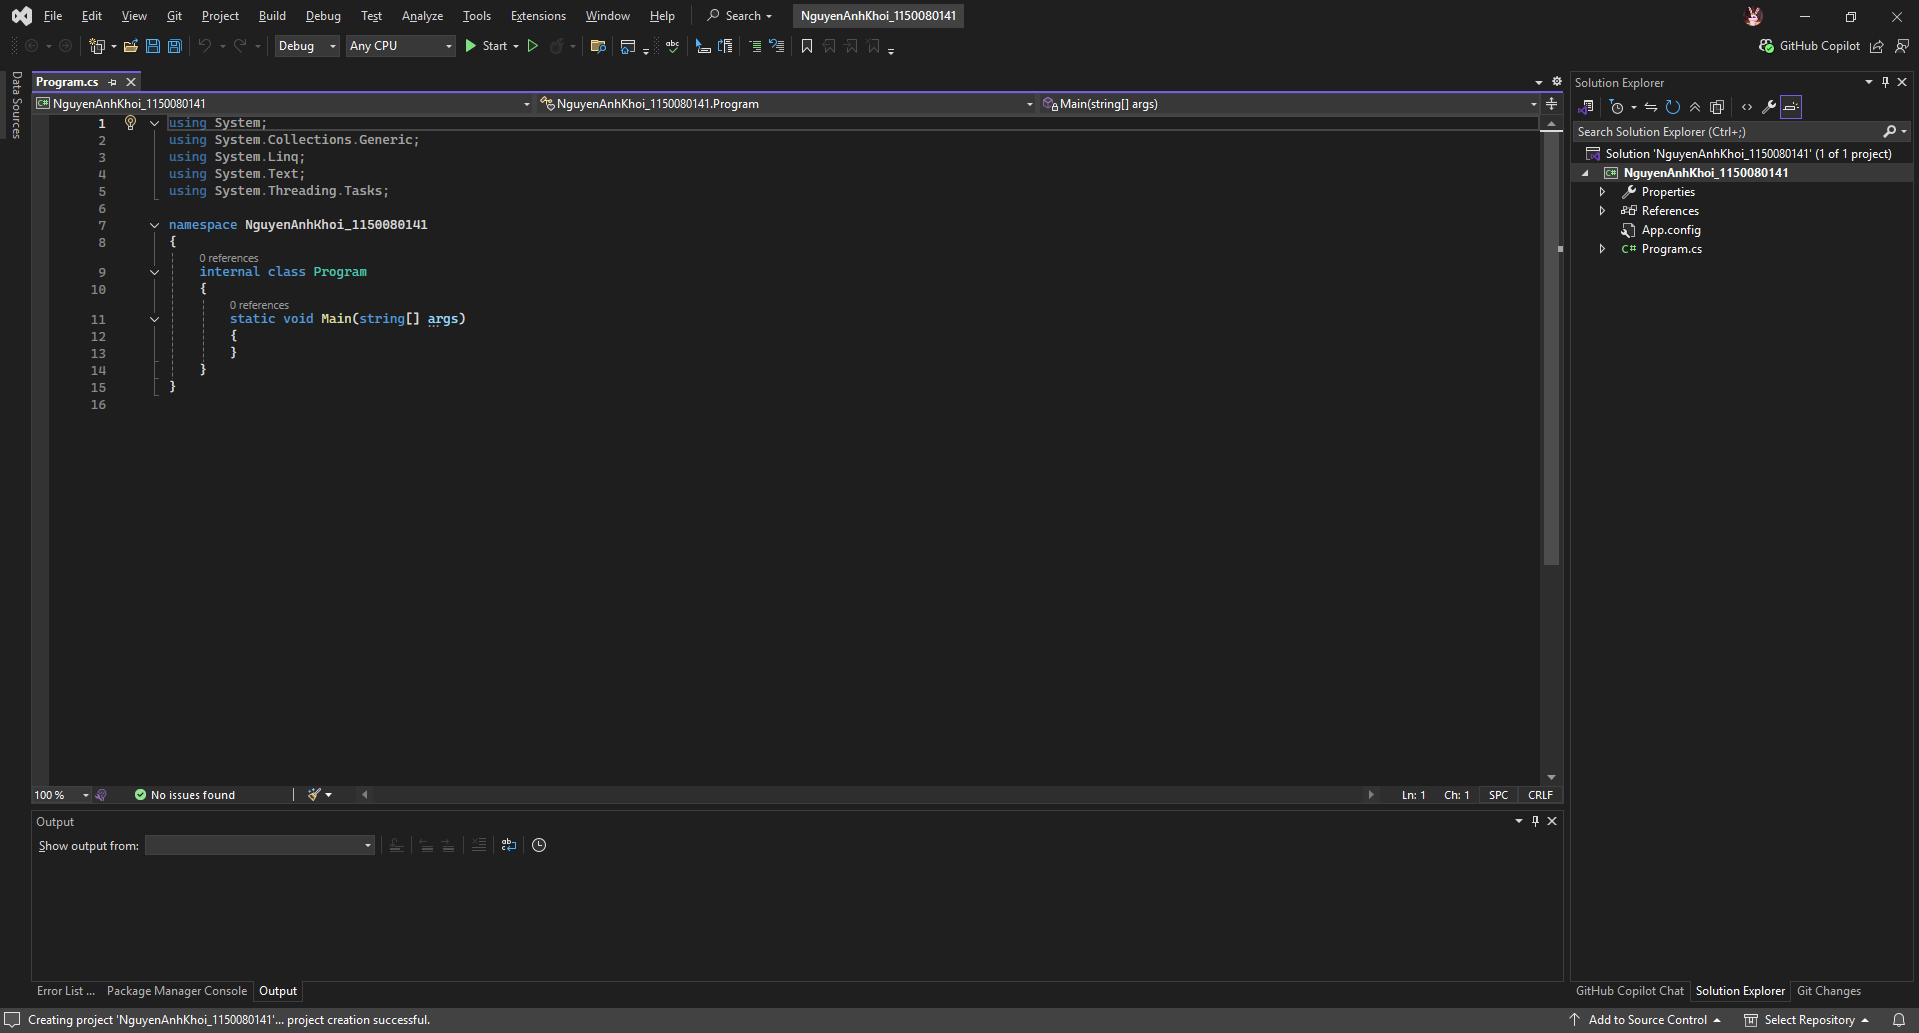 File Edit View Git Project Build Debug Test Analyze Tools Extensions Window Help Search NguyenAnhKhoi_1150080141
Debug Any CPU Start GitHub Copilot
Data Sources
Program.cs
NguyenAnhKhoi_1150080141 NguyenAnhKhoi_1150080141.Program Main(string[] args)
1 using System;
2 using System.Collections.Generic;
3 using System.Linq;
4 using System.Text;
5 using System.Threading.Tasks;
6
7 namespace NguyenAnhKhoi_1150080141
8 {
0 references
9 internal class Program
10 {
0 references
11 static void Main(string[] args)
12 {
13 }
14 }
15 }
16
100 % No issues found Ln: 1 Ch: 1 SPC CRLF
Output
Show output from:
Error List ... Package Manager Console Output
Solution Explorer
Search Solution Explorer (Ctrl+;)
Solution 'NguyenAnhKhoi_1150080141' (1 of 1 project)
NguyenAnhKhoi_1150080141
Properties
References
App.config
C# Program.cs
GitHub Copilot Chat Solution Explorer Git Changes
Creating project 'NguyenAnhKhoi_1150080141'... project creation successful. Add to Source Control Select Repository